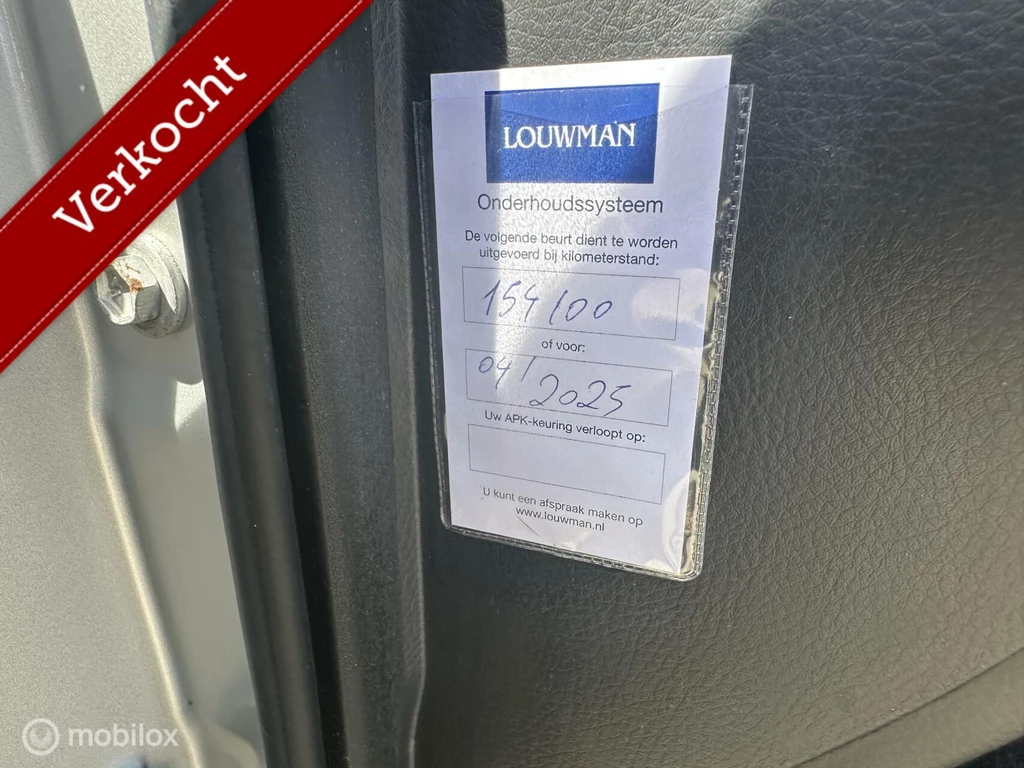 Verkocht
LOUWMAN
Onderhoudssysteem
De volgende beurt dient te worden
uitgevoerd bij kilometerstand:
154100
of voor:
04/2025
Uw APK-keuring verloopt op:
U kunt een afspraak maken op
www.louwman.nl
mobilox